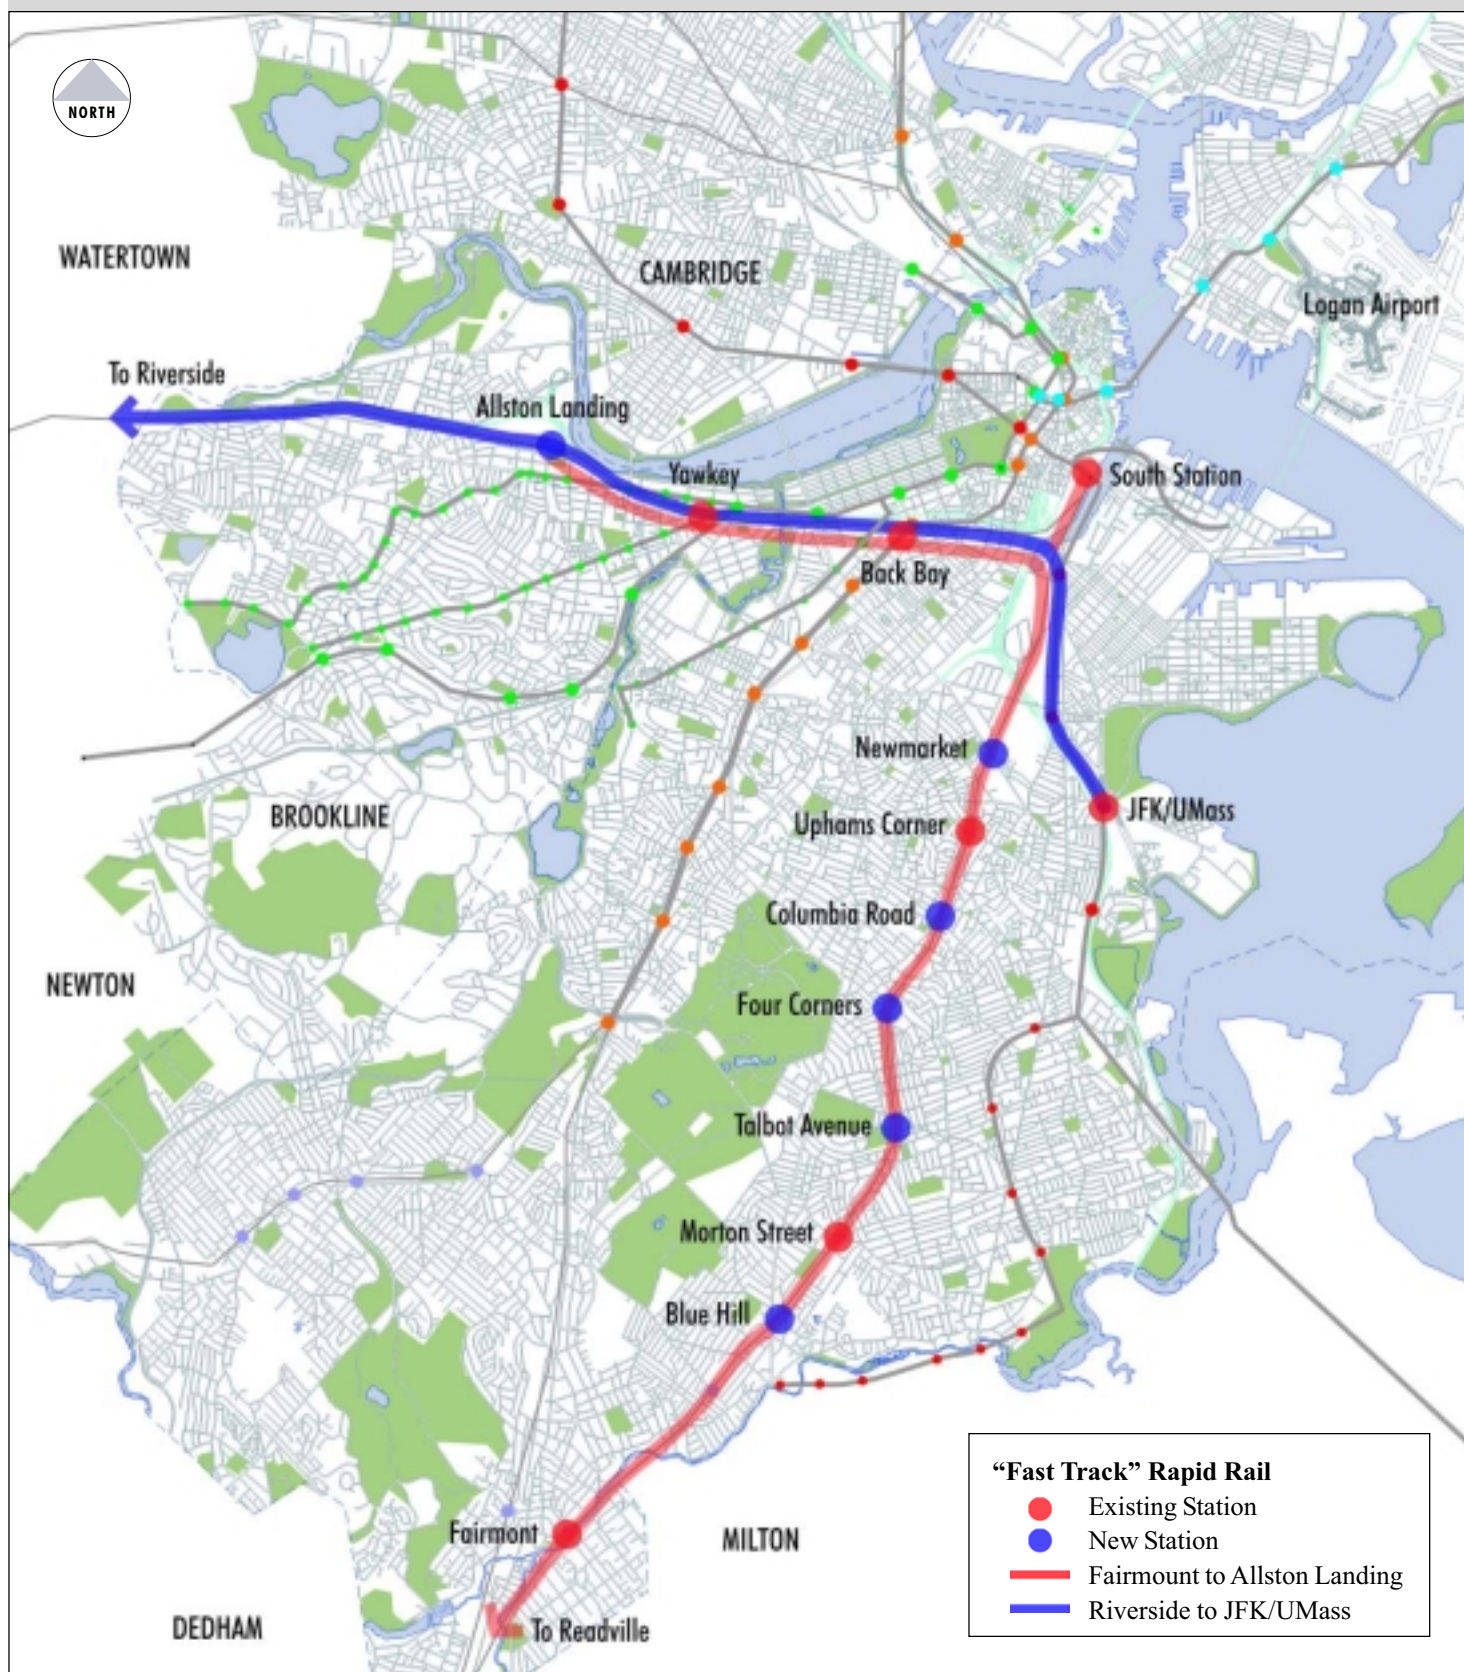 NORTH
WATERTOWN
CAMBRIDGE
Logan Airport
To Riverside
Allston Landing
Yawkey
South Station
Back Bay
Newmarket
JFK/UMass
BROOKLINE
Uphams Corner
Columbia Road
NEWTON
Four Corners
Talbot Avenue
Morton Street
Blue Hill
Fairmont
MILTON
DEDHAM
To Readville
“Fast Track” Rapid Rail
Existing Station
New Station
Fairmount to Allston Landing
Riverside to JFK/UMass